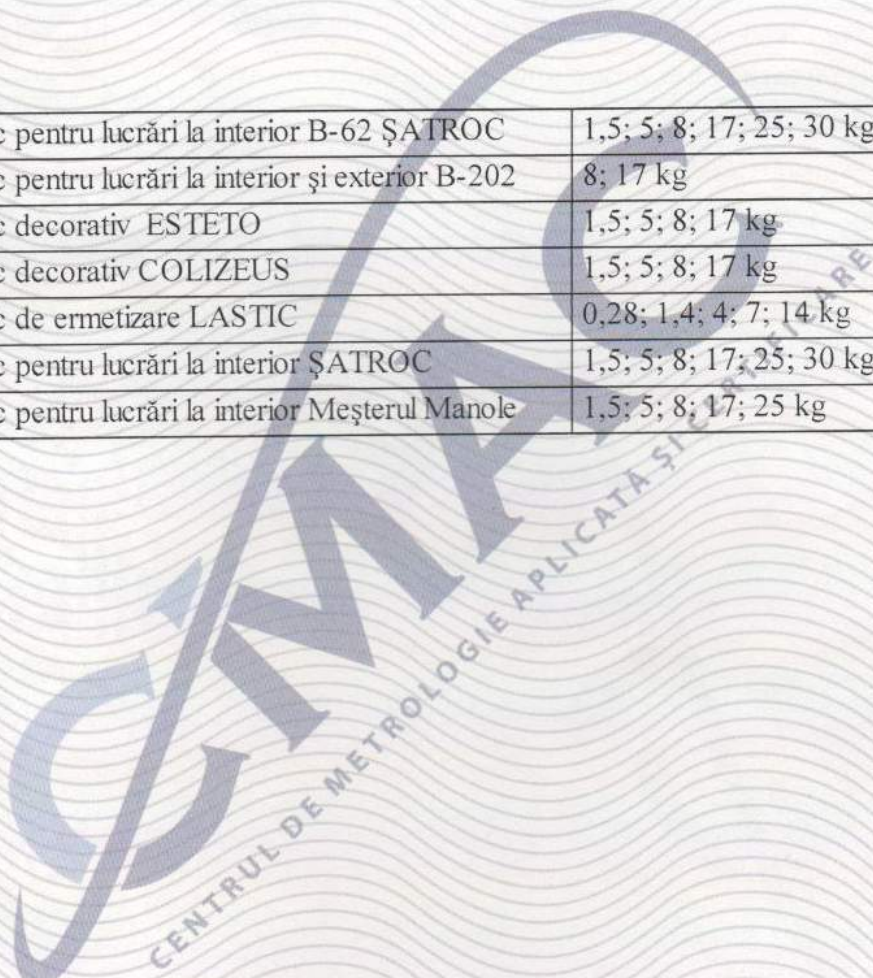 c pentru lucrări la interior B-62 ŞATROC 1,5; 5; 8; 17; 25; 30 kg
c pentru lucrări la interior şi exterior B-202 8; 17 kg
c decorativ ESTETO 1,5; 5; 8; 17 kg
c decorativ COLIZEUS 1,5; 5; 8; 17 kg
c de ermetizare LASTIC 0,28; 1,4; 4; 7; 14 kg
c pentru lucrări la interior ŞATROC 1,5; 5; 8; 17; 25; 30 kg
c pentru lucrări la interior Meşterul Manole 1,5; 5; 8; 17; 25 kg
CMAC
CENTRUL DE METROLOGIE APLICATĂ ŞI CERTIFICARE